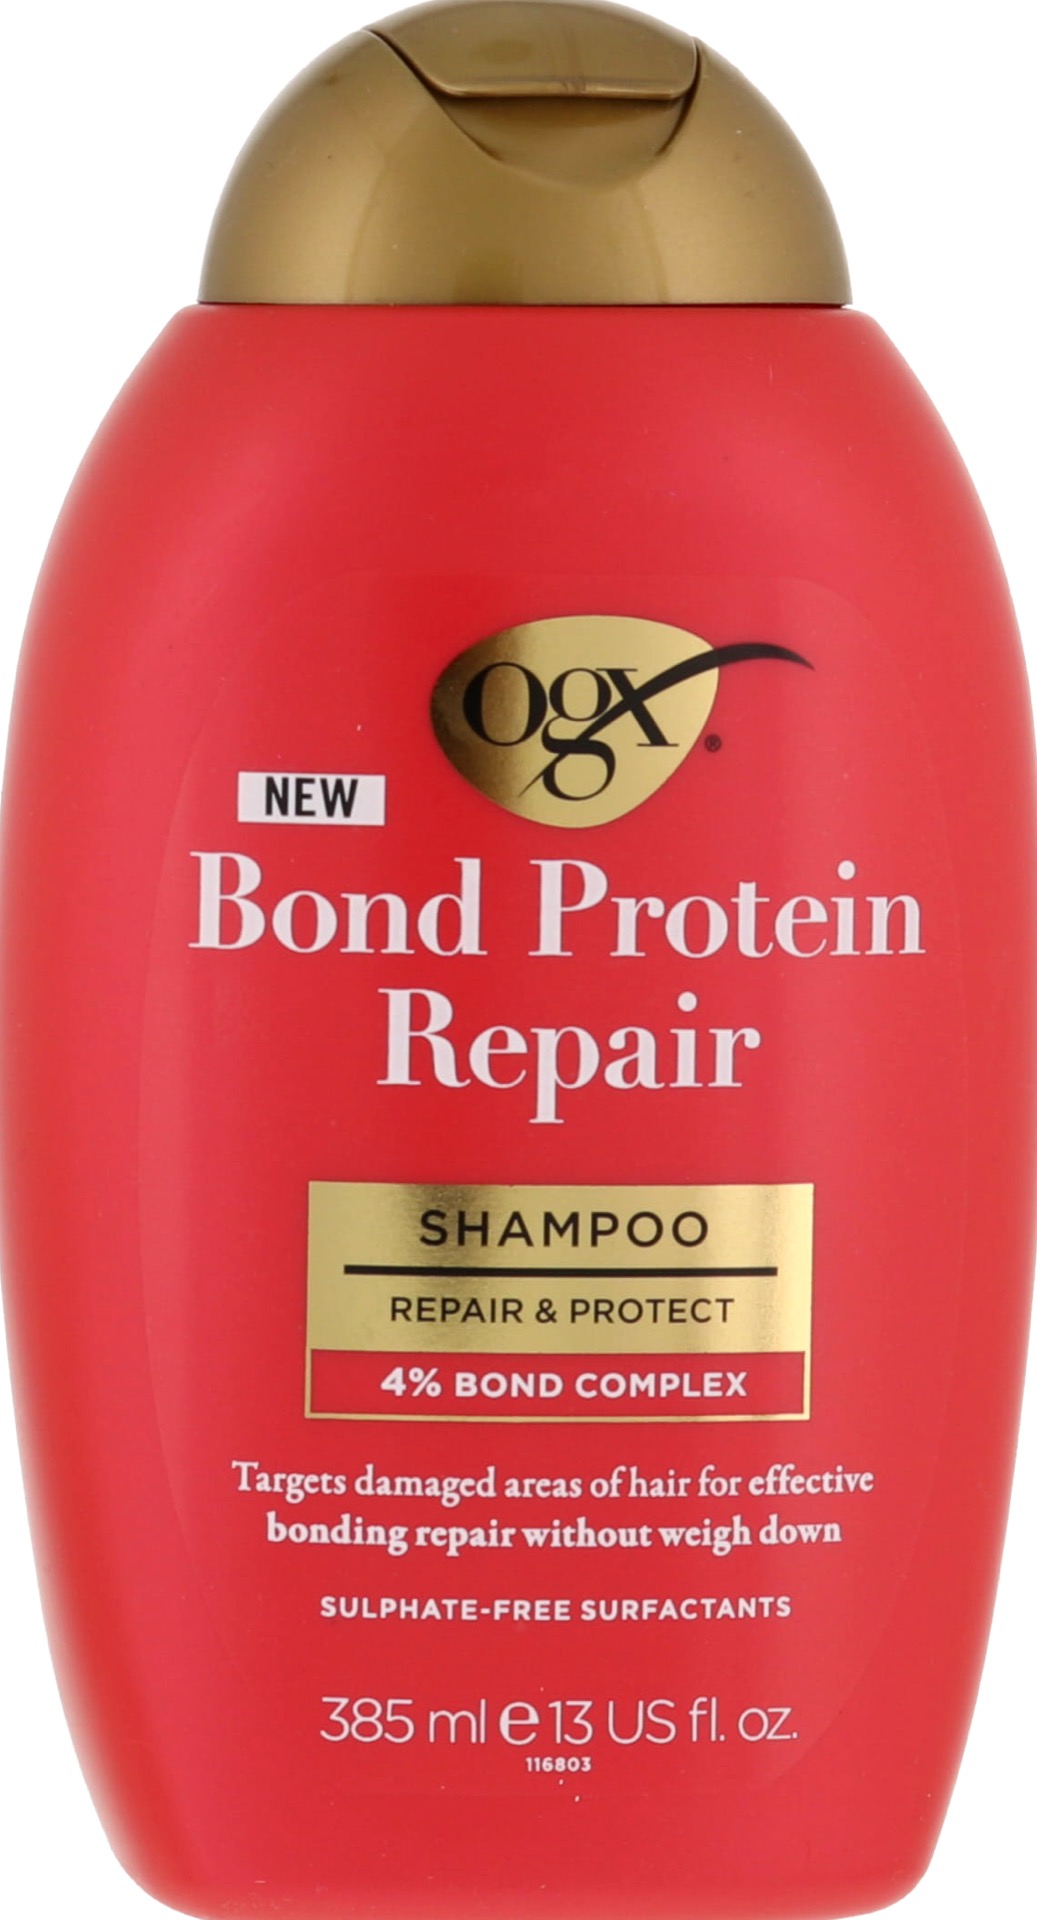 ogx®
NEW
Bond Protein
Repair
SHAMPOO
REPAIR & PROTECT
4% BOND COMPLEX
Targets damaged areas of hair for effective
bonding repair without weigh down
SULPHATE-FREE SURFACTANTS
385 ml e 13 US fl. oz.
116803